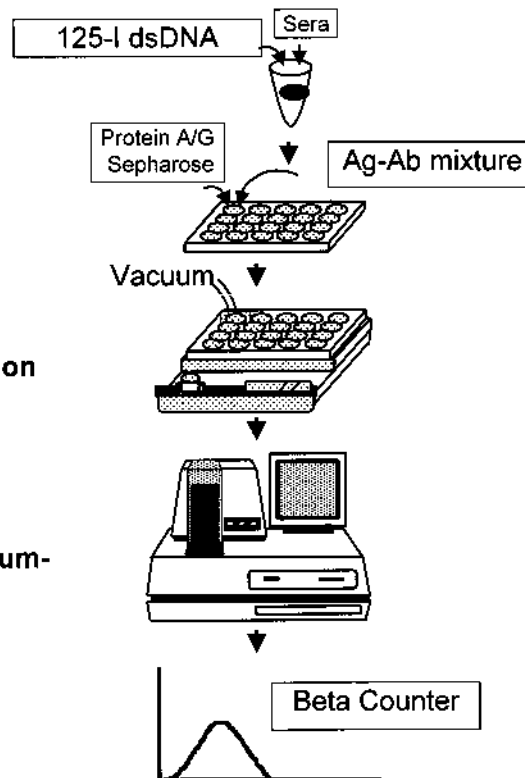 125-I dsDNA
Sera
Protein A/G
Sepharose
Ag-Ab mixture
Vacuum
on
um-
Beta Counter